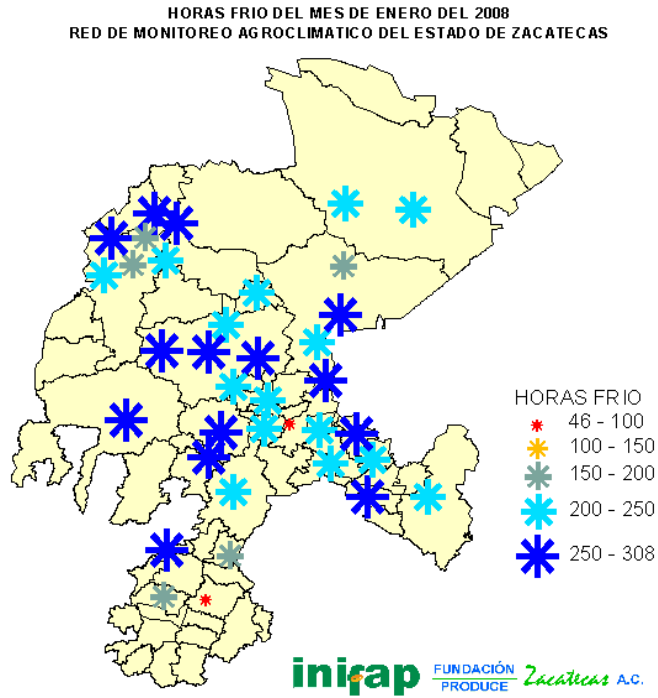 HORAS FRIO DEL MES DE ENERO DEL 2008
RED DE MONITOREO AGROCLIMATICO DEL ESTADO DE ZACATECAS
HORAS FRIO
46 - 100
100 - 150
150 - 200
200 - 250
250 - 308
inifap
FUNDACIÓN
PRODUCE
Zacatecas A.C.